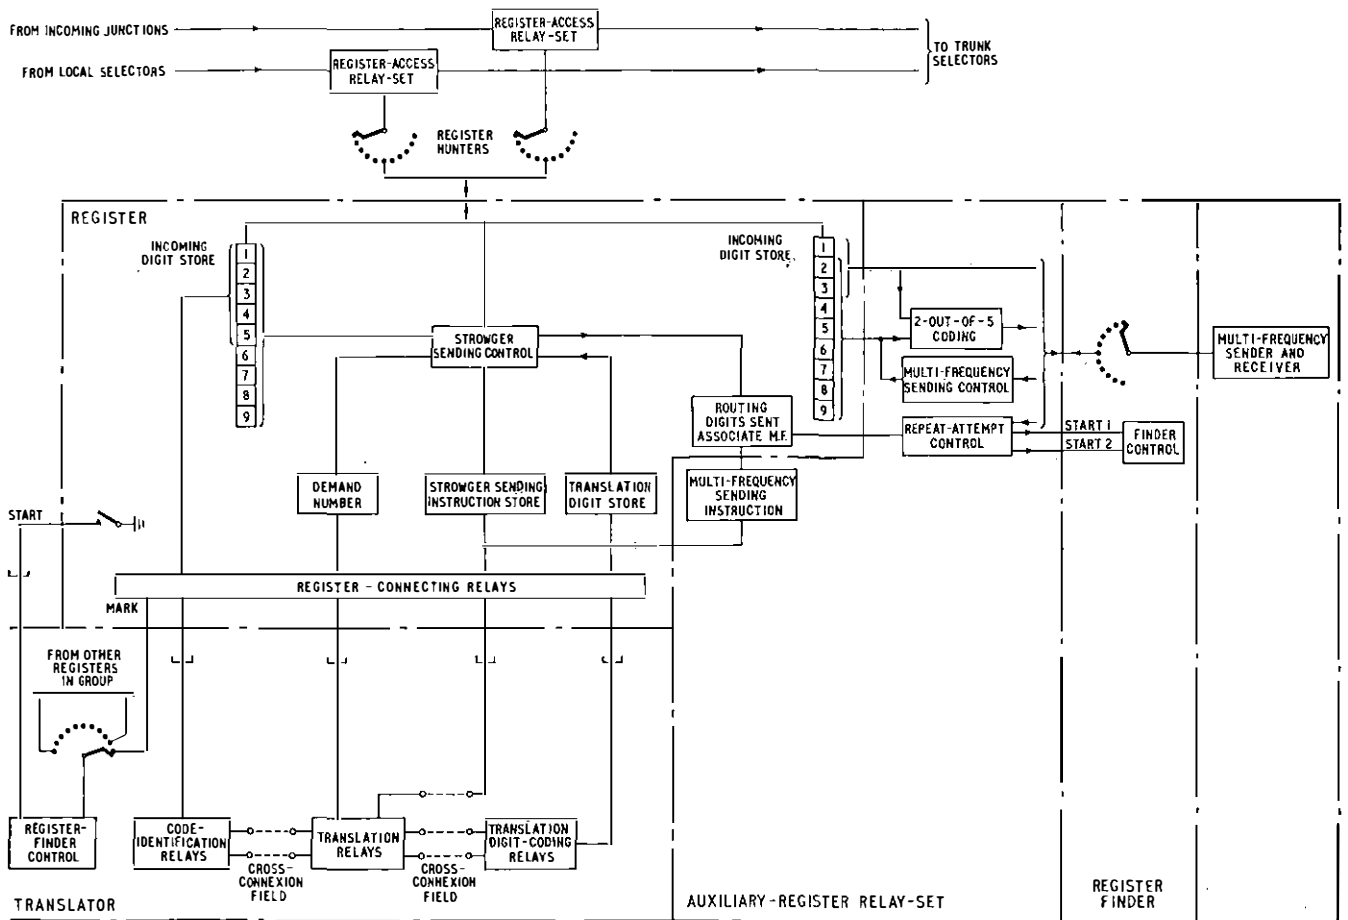 FROM INCOMING JUNCTIONS
REGISTER-ACCESS
RELAY-SET
FROM LOCAL SELECTORS
REGISTER-ACCESS
RELAY-SET
TO TRUNK
SELECTORS
REGISTER
HUNTERS
REGISTER
INCOMING
DIGIT STORE
1
2
3
4
5
6
7
8
9
STROWGER
SENDING CONTROL
INCOMING
DIGIT STORE
1
2
3
4
5
6
7
8
9
2-OUT-OF-5
CODING
MULTI-FREQUENCY
SENDING CONTROL
MULTI-FREQUENCY
SENDER AND
RECEIVER
ROUTING
DIGITS SENT
ASSOCIATE M.F.
REPEAT-ATTEMPT
CONTROL
START 1
START 2
FINDER
CONTROL
DEMAND
NUMBER
STROWGER SENDING
INSTRUCTION STORE
TRANSLATION
DIGIT STORE
MULTI-FREQUENCY
SENDING
INSTRUCTION
START
REGISTER - CONNECTING RELAYS
MARK
FROM OTHER
REGISTERS
IN GROUP
REGISTER-
FINDER
CONTROL
CODE-
IDENTIFICATION
RELAYS
CROSS-
CONNEXION
FIELD
TRANSLATION
RELAYS
CROSS-
CONNEXION
FIELD
TRANSLATION
DIGIT-CODING
RELAYS
TRANSLATOR
AUXILIARY-REGISTER RELAY-SET
REGISTER
FINDER